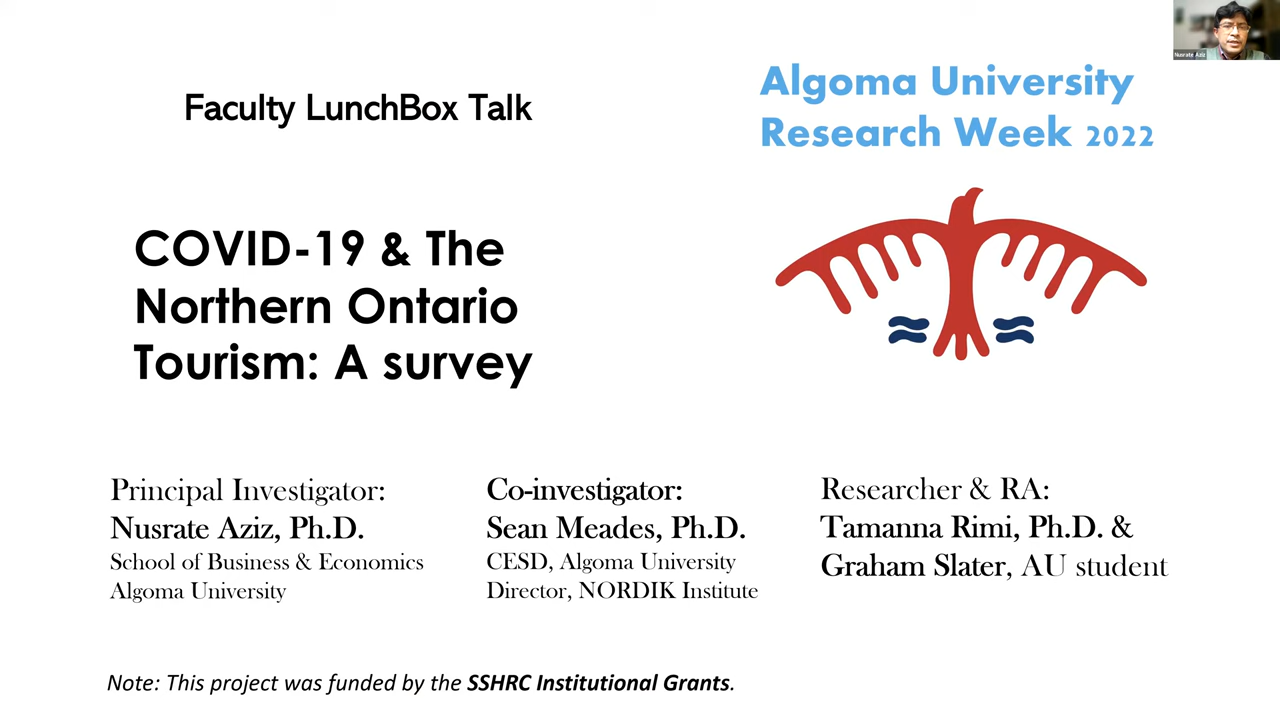 Nusrate Aziz
Faculty LunchBox Talk
Algoma University
Research Week 2022
COVID-19 & The
Northern Ontario
Tourism: A survey
Principal Investigator:
Nusrate Aziz, Ph.D.
School of Business & Economics
Algoma University
Co-investigator:
Sean Meades, Ph.D.
CESD, Algoma University
Director, NORDIK Institute
Researcher & RA:
Tamanna Rimi, Ph.D. &
Graham Slater, AU student
Note: This project was funded by the SSHRC Institutional Grants.